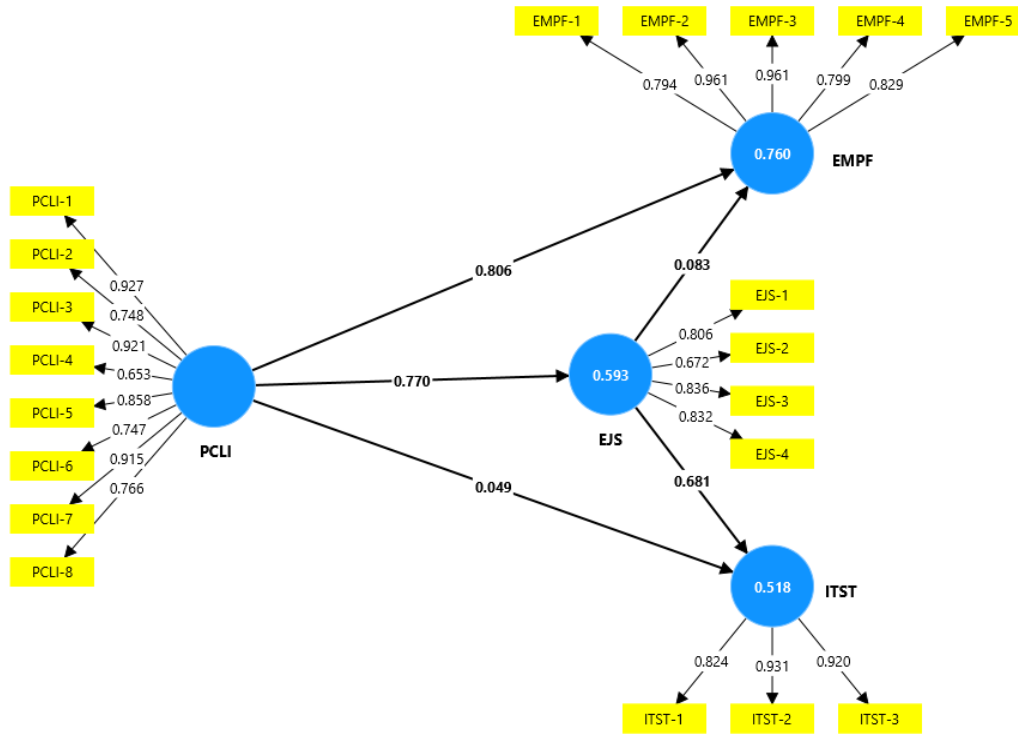 EMPF-1
EMPF-2
EMPF-3
EMPF-4
EMPF-5
0.794
0.961
0.961
0.799
0.829
0.760
EMPF
PCLI-1
PCLI-2
PCLI-3
PCLI-4
PCLI-5
PCLI-6
PCLI-7
PCLI-8
0.927
0.748
0.921
0.653
0.858
0.747
0.915
0.766
PCLI
0.806
0.083
0.770
0.049
0.681
0.593
EJS
0.806
0.672
0.836
0.832
EJS-1
EJS-2
EJS-3
EJS-4
0.518
ITST
0.824
0.931
0.920
ITST-1
ITST-2
ITST-3